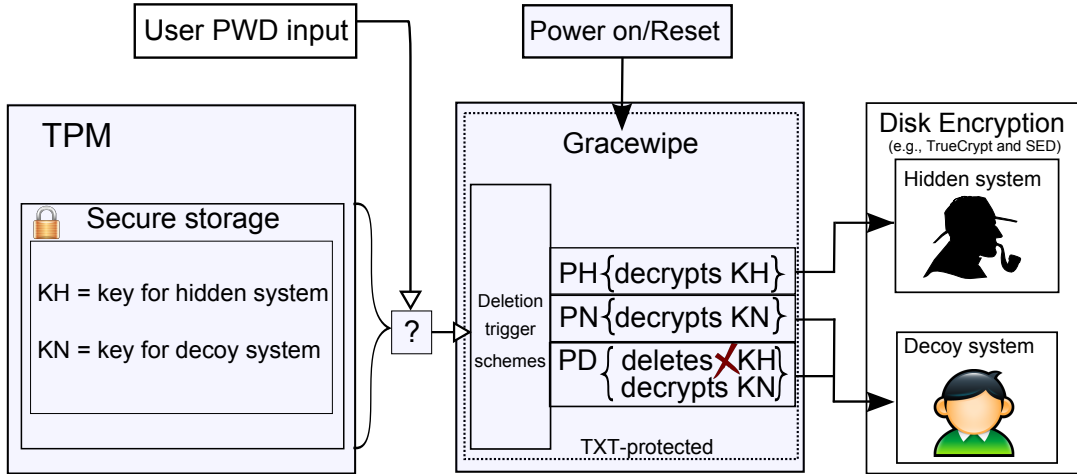 User PWD input
Power on/Reset
TPM
Secure storage
KH = key for hidden system
KN = key for decoy system
?
Gracewipe
Deletion
trigger
schemes
PH {decrypts KH}
PN {decrypts KN}
PD { deletes KH
decrypts KN }
TXT-protected
Disk Encryption
(e.g., TrueCrypt and SED)
Hidden system
Decoy system